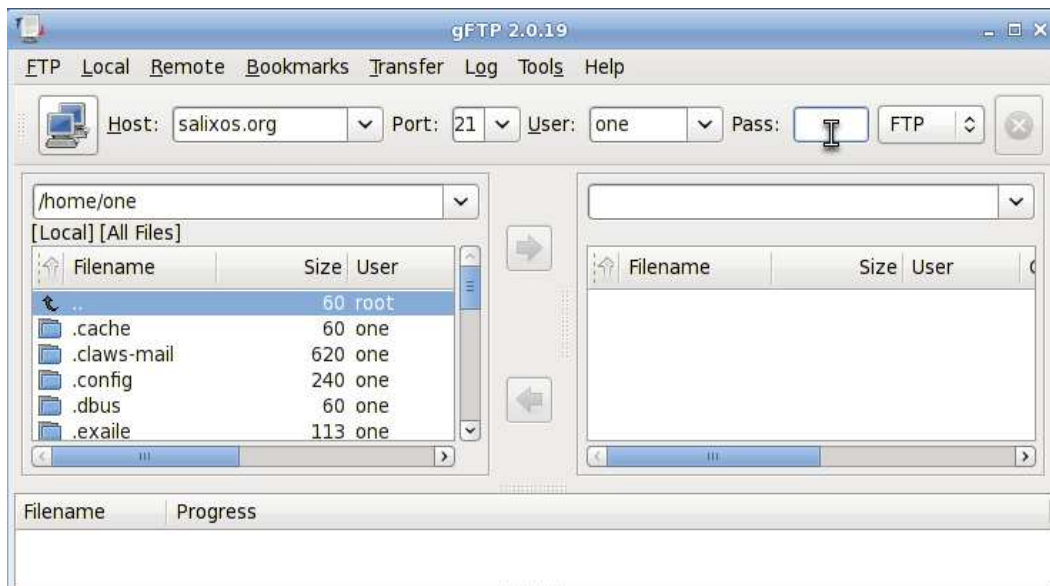 gFTP 2.0.19
FTP Local Remote Bookmarks Transfer Log Tools Help
Host: salixos.org Port: 21 User: one Pass: FTP
/home/one
[Local] [All Files]
Filename Size User Filename Size User
.. 60 root
.cache 60 one
.claws-mail 620 one
.config 240 one
.dbus 60 one
.exaile 113 one
Filename Progress